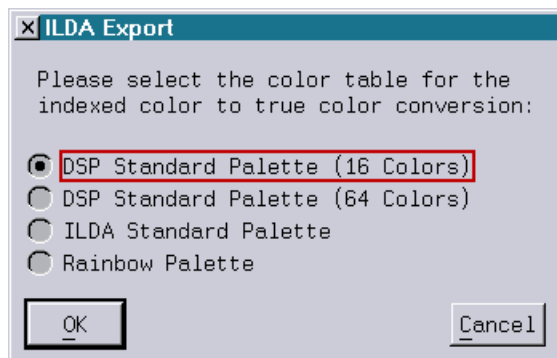 ILDA Export
Please select the color table for the
indexed color to true color conversion:
DSP Standard Palette (16 Colors)
DSP Standard Palette (64 Colors)
ILDA Standard Palette
Rainbow Palette
OK
Cancel